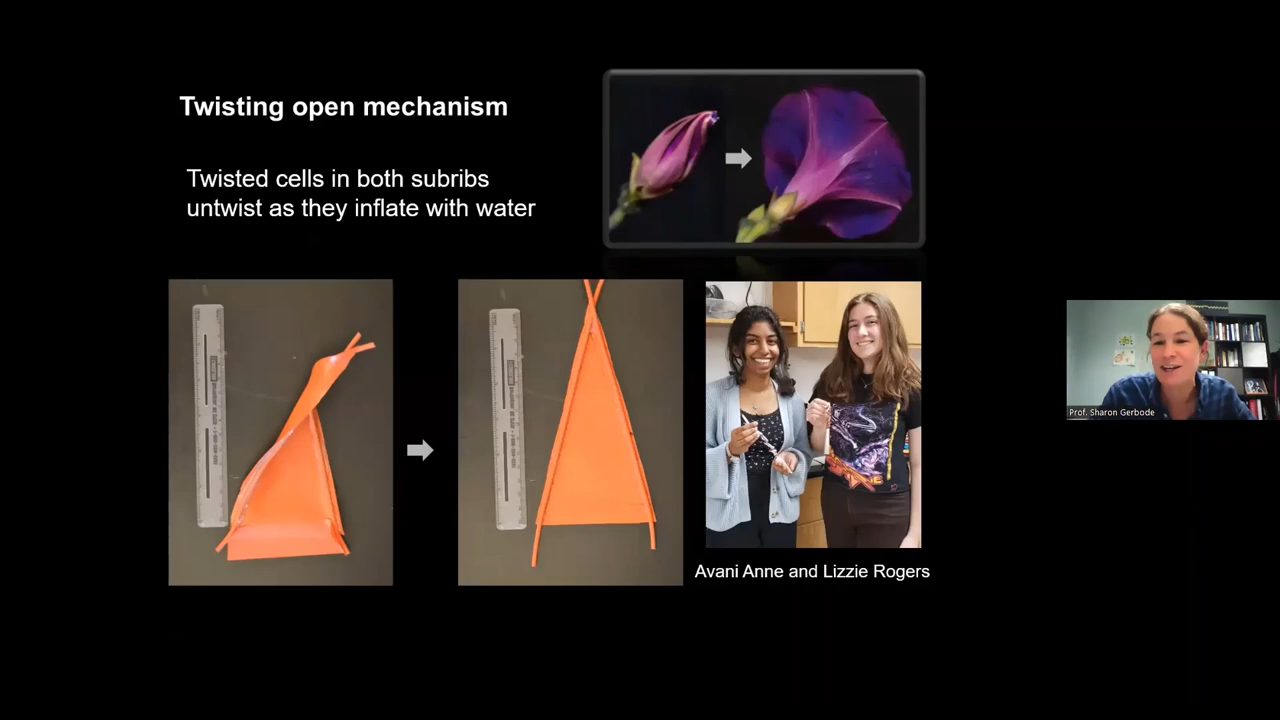 Twisting open mechanism
Twisted cells in both subribs
untwist as they inflate with water
Avani Anne and Lizzie Rogers
Prof. Sharon Gerbode